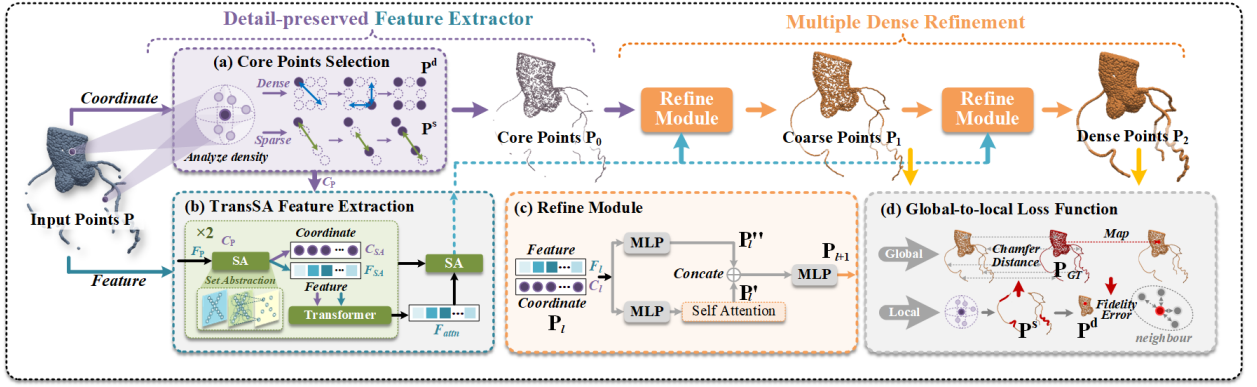 Detail-preserved Feature Extractor
Multiple Dense Refinement
(a) Core Points Selection
Coordinate
Dense
P^d
Sparse
P^s
Analyze density
Input Points P
Feature
C_P
Core Points P_0
Refine
Module
Coarse Points P_1
Refine
Module
Dense Points P_2
(b) TransSA Feature Extraction
×2
F_P
C_P
SA
Coordinate
C_SA
F_SA
Set Abstraction
Feature
Transformer
SA
F_attn
(c) Refine Module
Feature
F_l
C_l
Coordinate
P_l
MLP
P_l''
Concate
MLP
P_l'
Self Attention
MLP
P_l+1
(d) Global-to-local Loss Function
Global
Chamfer
Distance
P_GT
Map
Local
P^s
P^d
Fidelity
Error
neighbour